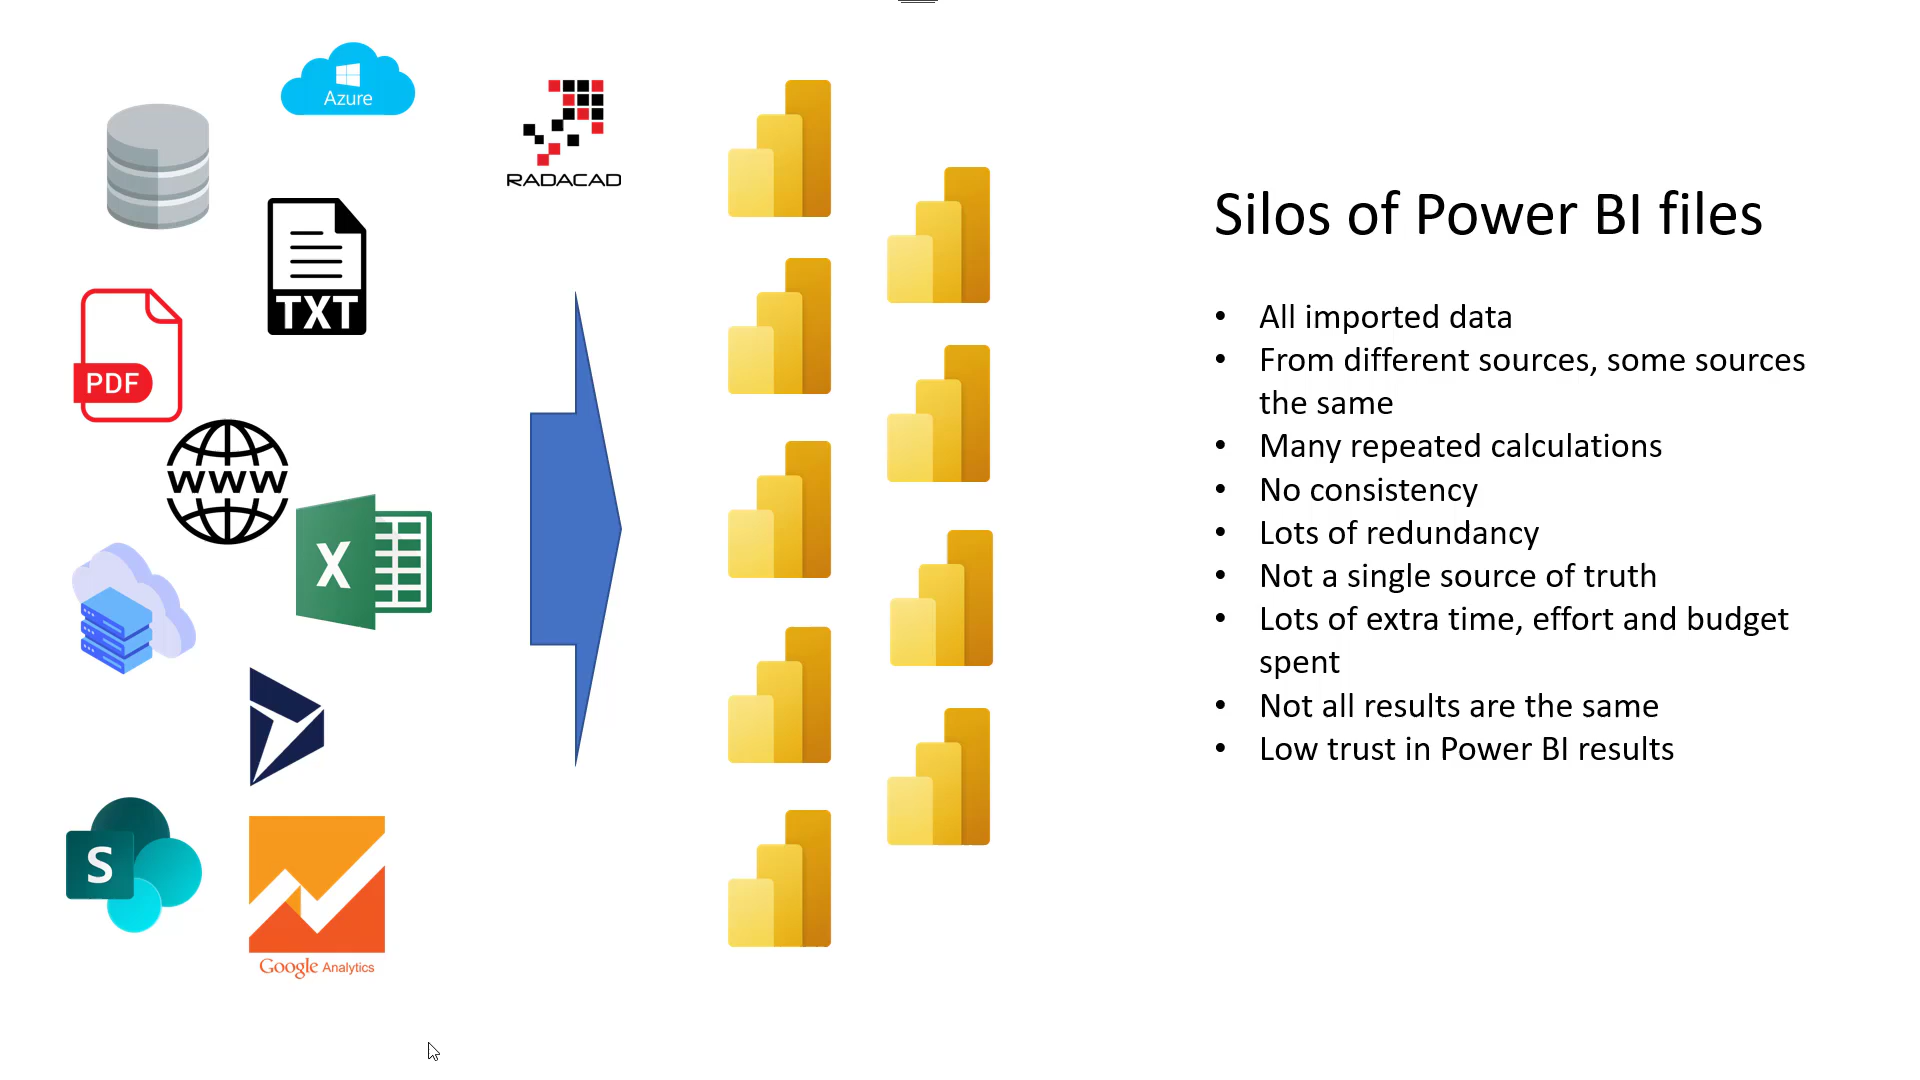 Azure
RADACAD
TXT
PDF
www
X
S
Google Analytics
Silos of Power BI files
• All imported data
• From different sources, some sources
the same
• Many repeated calculations
• No consistency
• Lots of redundancy
• Not a single source of truth
• Lots of extra time, effort and budget
spent
• Not all results are the same
• Low trust in Power BI results